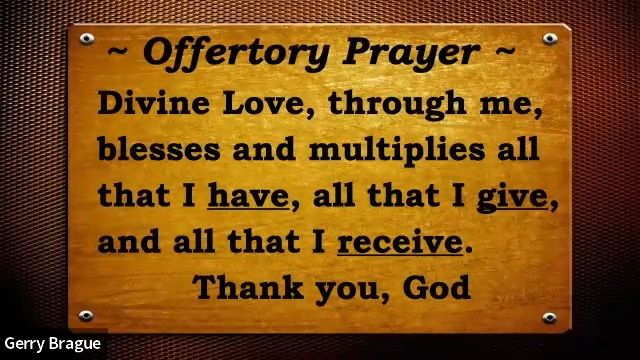 ~ Offertory Prayer ~
Divine Love, through me,
blesses and multiplies all
that I have, all that I give,
and all that I receive.
Thank you, God
Gerry Brague